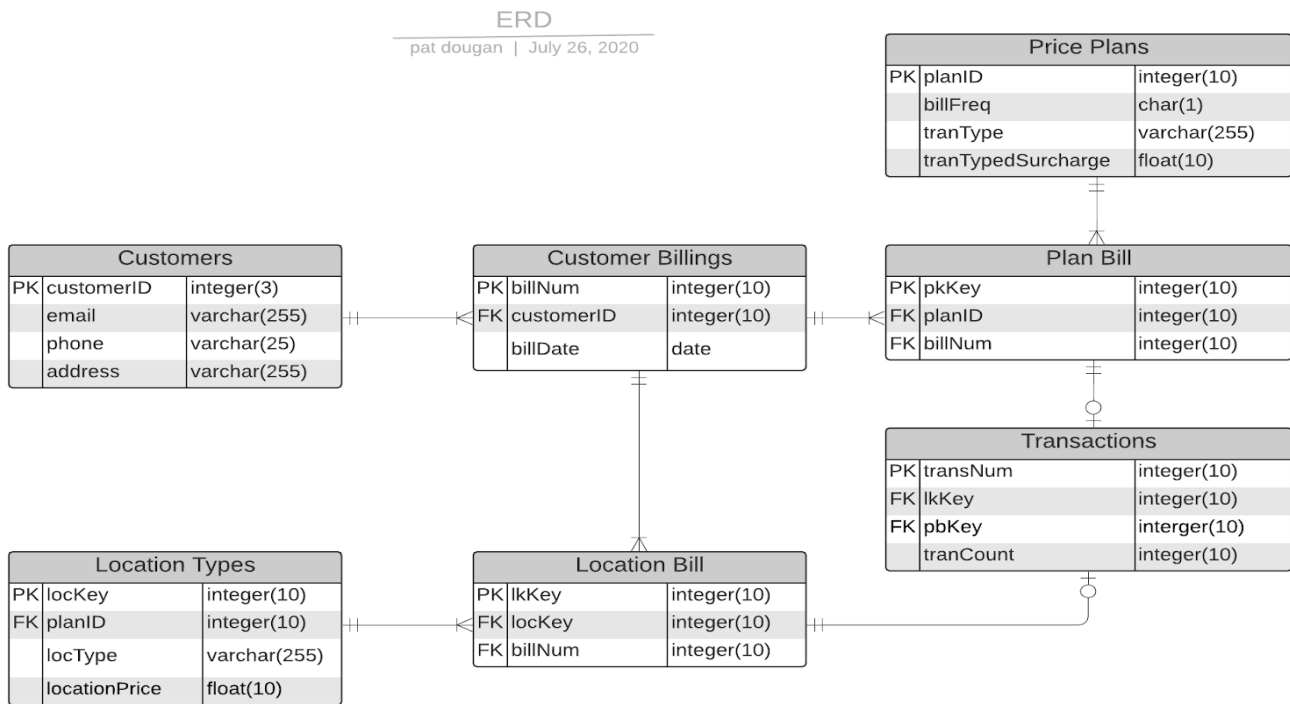 ERD
pat dougan | July 26, 2020
Price Plans
PK planID integer(10)
billFreq char(1)
tranType varchar(255)
tranTypedSurcharge float(10)
Customers
PK customerID integer(3)
email varchar(255)
phone varchar(25)
address varchar(255)
Customer Billings
PK billNum integer(10)
FK customerID integer(10)
billDate date
Plan Bill
PK pkKey integer(10)
FK planID integer(10)
FK billNum integer(10)
Transactions
PK transNum integer(10)
FK lkKey integer(10)
FK pbKey interger(10)
tranCount integer(10)
Location Types
PK locKey integer(10)
FK planID integer(10)
locType varchar(255)
locationPrice float(10)
Location Bill
PK lkKey integer(10)
FK locKey integer(10)
FK billNum integer(10)